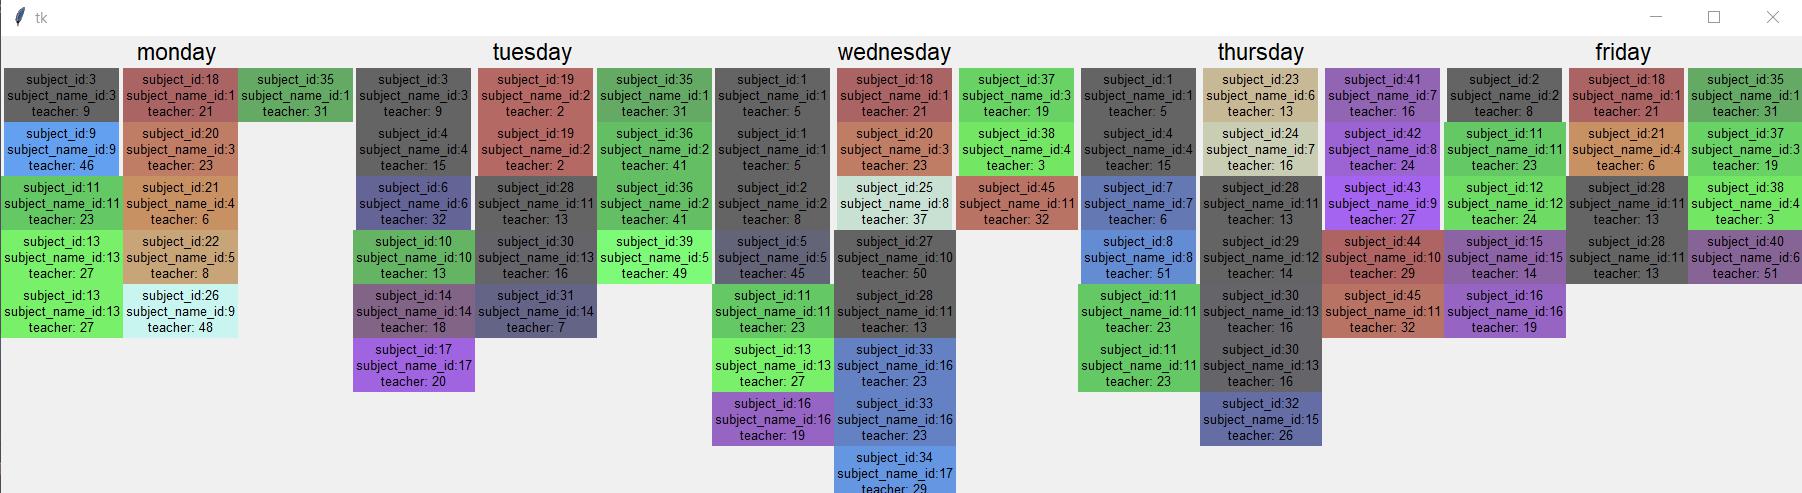 tk
monday
subject_id:3
subject_name_id:3
teacher: 9
subject_id:9
subject_name_id:9
teacher: 46
subject_id:11
subject_name_id:11
teacher: 23
subject_id:13
subject_name_id:13
teacher: 27
subject_id:13
subject_name_id:13
teacher: 27
subject_id:18
subject_name_id:1
teacher: 21
subject_id:20
subject_name_id:3
teacher: 23
subject_id:21
subject_name_id:4
teacher: 6
subject_id:22
subject_name_id:5
teacher: 8
subject_id:26
subject_name_id:9
teacher: 48
subject_id:35
subject_name_id:1
teacher: 31
tuesday
subject_id:3
subject_name_id:3
teacher: 9
subject_id:4
subject_name_id:4
teacher: 15
subject_id:6
subject_name_id:6
teacher: 32
subject_id:10
subject_name_id:10
teacher: 13
subject_id:14
subject_name_id:14
teacher: 18
subject_id:17
subject_name_id:17
teacher: 20
subject_id:19
subject_name_id:2
teacher: 2
subject_id:19
subject_name_id:2
teacher: 2
subject_id:28
subject_name_id:11
teacher: 13
subject_id:30
subject_name_id:13
teacher: 16
subject_id:31
subject_name_id:14
teacher: 7
subject_id:35
subject_name_id:1
teacher: 31
subject_id:36
subject_name_id:2
teacher: 41
subject_id:36
subject_name_id:2
teacher: 41
subject_id:39
subject_name_id:5
teacher: 49
wednesday
subject_id:1
subject_name_id:1
teacher: 5
subject_id:1
subject_name_id:1
teacher: 5
subject_id:2
subject_name_id:2
teacher: 8
subject_id:5
subject_name_id:5
teacher: 45
subject_id:11
subject_name_id:11
teacher: 23
subject_id:13
subject_name_id:13
teacher: 27
subject_id:16
subject_name_id:16
teacher: 19
subject_id:18
subject_name_id:1
teacher: 21
subject_id:20
subject_name_id:3
teacher: 23
subject_id:25
subject_name_id:8
teacher: 37
subject_id:27
subject_name_id:10
teacher: 50
subject_id:28
subject_name_id:11
teacher: 13
subject_id:33
subject_name_id:16
teacher: 23
subject_id:33
subject_name_id:16
teacher: 23
subject_id:34
subject_name_id:17
teacher: 29
subject_id:37
subject_name_id:3
teacher: 19
subject_id:38
subject_name_id:4
teacher: 3
subject_id:45
subject_name_id:11
teacher: 32
thursday
subject_id:1
subject_name_id:1
teacher: 5
subject_id:4
subject_name_id:4
teacher: 15
subject_id:7
subject_name_id:7
teacher: 6
subject_id:8
subject_name_id:8
teacher: 51
subject_id:11
subject_name_id:11
teacher: 23
subject_id:11
subject_name_id:11
teacher: 23
subject_id:23
subject_name_id:6
teacher: 13
subject_id:24
subject_name_id:7
teacher: 16
subject_id:28
subject_name_id:11
teacher: 13
subject_id:29
subject_name_id:12
teacher: 14
subject_id:30
subject_name_id:13
teacher: 16
subject_id:30
subject_name_id:13
teacher: 16
subject_id:32
subject_name_id:15
teacher: 26
subject_id:41
subject_name_id:7
teacher: 16
subject_id:42
subject_name_id:8
teacher: 24
subject_id:43
subject_name_id:9
teacher: 27
subject_id:44
subject_name_id:10
teacher: 29
subject_id:45
subject_name_id:11
teacher: 32
friday
subject_id:2
subject_name_id:2
teacher: 8
subject_id:11
subject_name_id:11
teacher: 23
subject_id:12
subject_name_id:12
teacher: 24
subject_id:15
subject_name_id:15
teacher: 14
subject_id:16
subject_name_id:16
teacher: 19
subject_id:18
subject_name_id:1
teacher: 21
subject_id:21
subject_name_id:4
teacher: 6
subject_id:28
subject_name_id:11
teacher: 13
subject_id:28
subject_name_id:11
teacher: 13
subject_id:35
subject_name_id:1
teacher: 31
subject_id:37
subject_name_id:3
teacher: 19
subject_id:38
subject_name_id:4
teacher: 3
subject_id:40
subject_name_id:6
teacher: 51